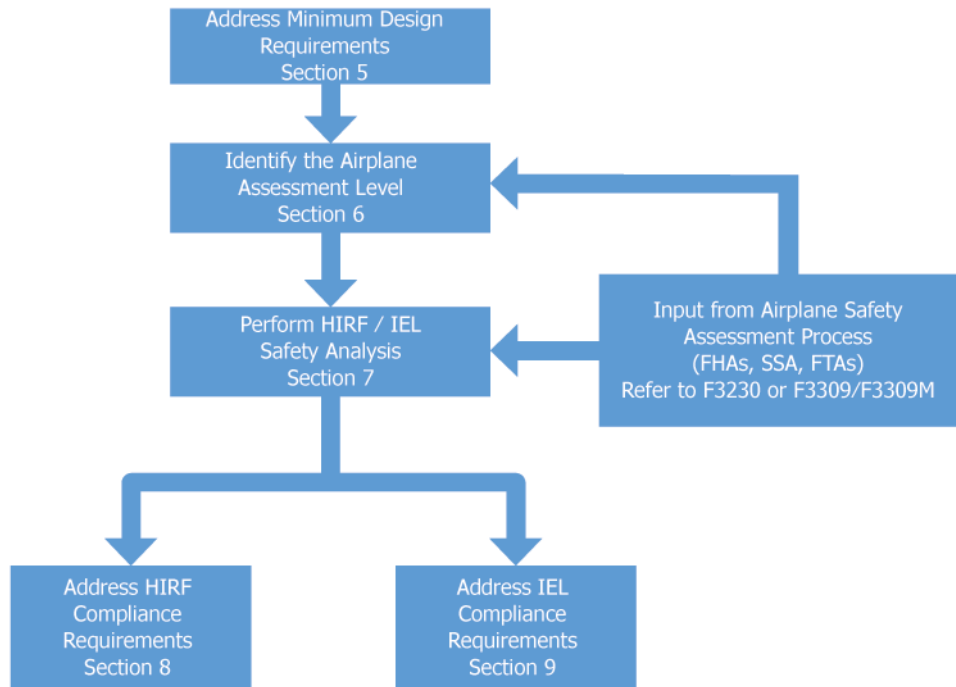 Address Minimum Design
Requirements
Section 5
Identify the Airplane
Assessment Level
Section 6
Perform HIRF / IEL
Safety Analysis
Section 7
Input from Airplane Safety
Assessment Process
(FHAs, SSA, FTAs)
Refer to F3230 or F3309/F3309M
Address HIRF
Compliance
Requirements
Section 8
Address IEL
Compliance
Requirements
Section 9